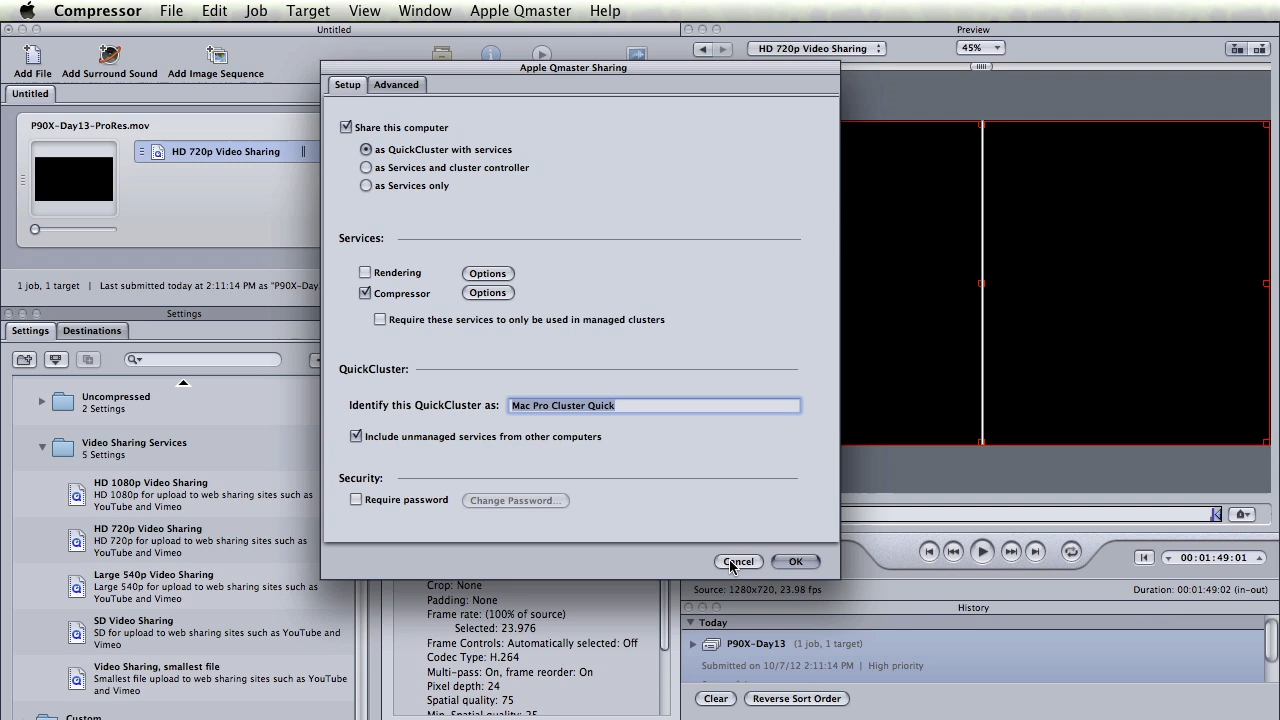 Compressor File Edit Job Target View Window Apple Qmaster Help
Untitled
Add File Add Surround Sound Add Image Sequence
Untitled
P90X-Day13-ProRes.mov
HD 720p Video Sharing
1 job, 1 target | Last submitted today at 2:11:14 PM as "P90X-Day
Settings
Settings Destinations
Uncompressed
2 Settings
Video Sharing Services
5 Settings
HD 1080p Video Sharing
HD 1080p for upload to web sharing sites such as
YouTube and Vimeo
HD 720p Video Sharing
HD 720p for upload to web sharing sites such as
YouTube and Vimeo
Large 540p Video Sharing
Large 540p for upload to web sharing sites such as
YouTube and Vimeo
SD Video Sharing
SD for upload to web sharing sites such as YouTube and
Vimeo
Video Sharing, smallest file
Smallest file upload to web sharing sites such as YouTube
and Vimeo
Custom
Apple Qmaster Sharing
Setup Advanced
Share this computer
as QuickCluster with services
as Services and cluster controller
as Services only
Services:
Rendering Options
Compressor Options
Require these services to only be used in managed clusters
QuickCluster:
Identify this QuickCluster as: Mac Pro Cluster Quick
Include unmanaged services from other computers
Security:
Require password Change Password...
Cancel OK
Crop: None
Padding: None
Frame rate: (100% of source)
Selected: 23.976
Frame Controls: Automatically selected: Off
Codec Type: H.264
Multi-pass: On, frame reorder: On
Pixel depth: 24
Spatial quality: 75
Min. Spatial quality: 25
Preview
HD 720p Video Sharing 45%
00:01:49:01
Source: 1280x720, 23.98 fps Duration: 00:01:49:02 (in-out)
History
Today
P90X-Day13 (1 job, 1 target)
Submitted on 10/7/12 2:11:14 PM | High priority
Clear Reverse Sort Order